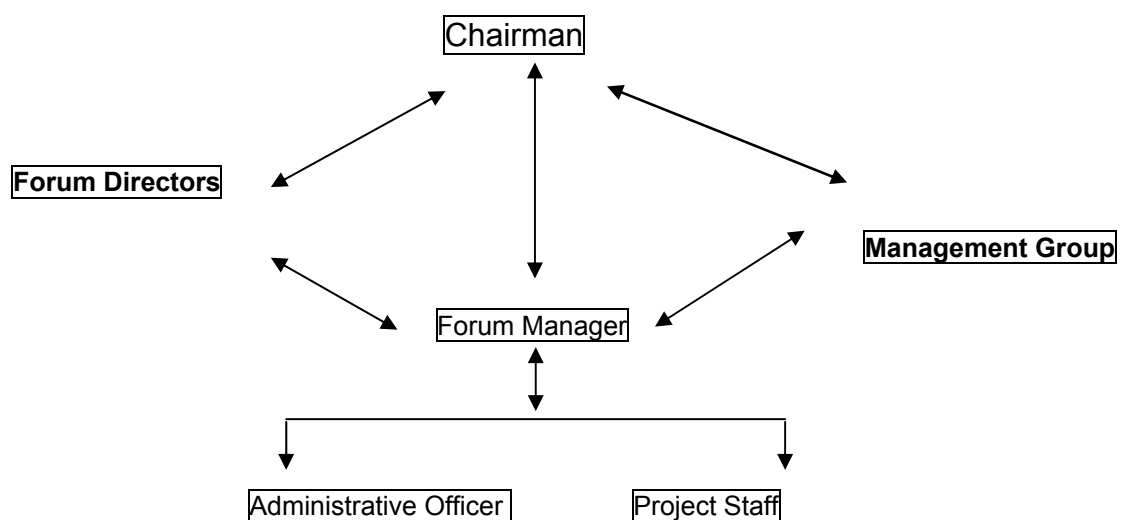 Chairman
Forum Directors
Management Group
Forum Manager
Administrative Officer
Project Staff